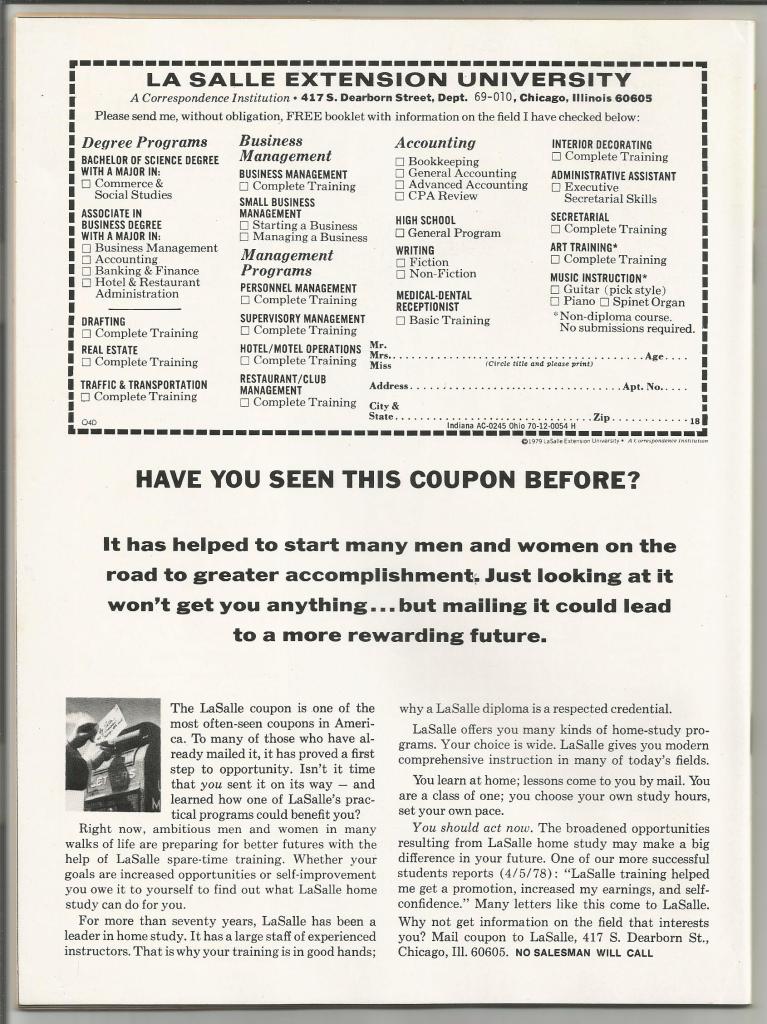 LA SALLE EXTENSION UNIVERSITY
A Correspondence Institution • 417 S. Dearborn Street, Dept. 69-010, Chicago, Illinois 60605
Please send me, without obligation, FREE booklet with information on the field I have checked below:
Degree Programs
BACHELOR OF SCIENCE DEGREE
WITH A MAJOR IN:
□ Commerce &
Social Studies
ASSOCIATE IN
BUSINESS DEGREE
WITH A MAJOR IN:
□ Business Management
□ Accounting
□ Banking & Finance
□ Hotel & Restaurant
Administration
DRAFTING
□ Complete Training
REAL ESTATE
□ Complete Training
TRAFFIC & TRANSPORTATION
□ Complete Training
04D
Business
Management
BUSINESS MANAGEMENT
□ Complete Training
SMALL BUSINESS
MANAGEMENT
□ Starting a Business
□ Managing a Business
Management
Programs
PERSONNEL MANAGEMENT
□ Complete Training
SUPERVISORY MANAGEMENT
□ Complete Training
HOTEL/MOTEL OPERATIONS
□ Complete Training
RESTAURANT/CLUB
MANAGEMENT
□ Complete Training
Accounting
□ Bookkeeping
□ General Accounting
□ Advanced Accounting
□ CPA Review
HIGH SCHOOL
□ General Program
WRITING
□ Fiction
□ Non-Fiction
MEDICAL-DENTAL
RECEPTIONIST
□ Basic Training
INTERIOR DECORATING
□ Complete Training
ADMINISTRATIVE ASSISTANT
□ Executive
Secretarial Skills
SECRETARIAL
□ Complete Training
ART TRAINING*
□ Complete Training
MUSIC INSTRUCTION*
□ Guitar (pick style)
□ Piano □ Spinet Organ
*Non-diploma course.
No submissions required.
Mr.
Mrs. Age
Miss (Circle title and please print)
Address Apt. No.
City &
State Zip 18
Indiana AC-0245 Ohio 70-12-0054 H
©1979 LaSalle Extension University • A Correspondence Institution
HAVE YOU SEEN THIS COUPON BEFORE?
It has helped to start many men and women on the
road to greater accomplishment. Just looking at it
won't get you anything...but mailing it could lead
to a more rewarding future.
LETTERS
U
M
The LaSalle coupon is one of the
most often-seen coupons in Ameri-
ca. To many of those who have al-
ready mailed it, it has proved a first
step to opportunity. Isn't it time
that you sent it on its way — and
learned how one of LaSalle's prac-
tical programs could benefit you?
Right now, ambitious men and women in many
walks of life are preparing for better futures with the
help of LaSalle spare-time training. Whether your
goals are increased opportunities or self-improvement
you owe it to yourself to find out what LaSalle home
study can do for you.
For more than seventy years, LaSalle has been a
leader in home study. It has a large staff of experienced
instructors. That is why your training is in good hands;
why a LaSalle diploma is a respected credential.
LaSalle offers you many kinds of home-study pro-
grams. Your choice is wide. LaSalle gives you modern
comprehensive instruction in many of today's fields.
You learn at home; lessons come to you by mail. You
are a class of one; you choose your own study hours,
set your own pace.
You should act now. The broadened opportunities
resulting from LaSalle home study may make a big
difference in your future. One of our more successful
students reports (4/5/78): “LaSalle training helped
me get a promotion, increased my earnings, and self-
confidence.” Many letters like this come to LaSalle.
Why not get information on the field that interests
you? Mail coupon to LaSalle, 417 S. Dearborn St.,
Chicago, Ill. 60605. NO SALESMAN WILL CALL